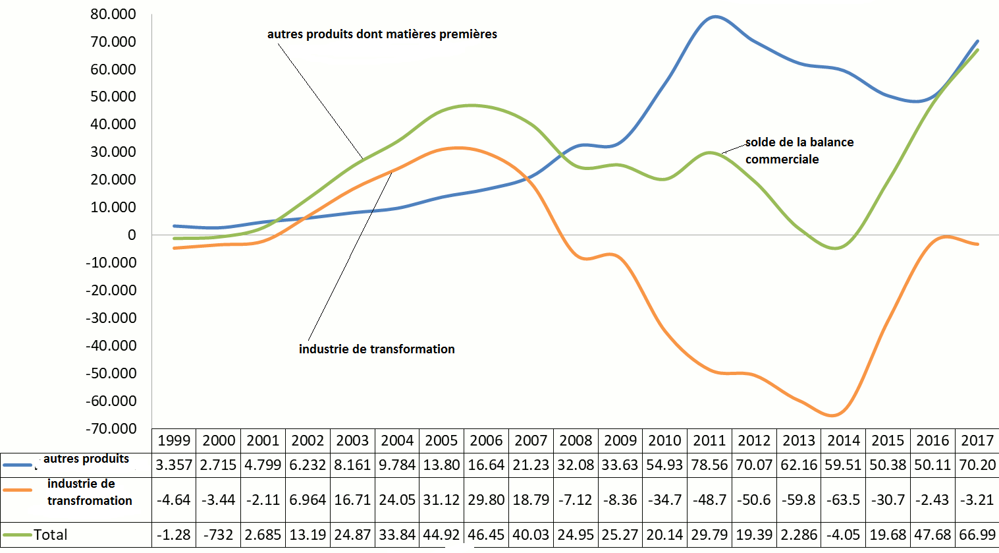 80.000
70.000
60.000
50.000
40.000
30.000
20.000
10.000
0
-10.000
-20.000
-30.000
-40.000
-50.000
-60.000
-70.000
autres produits dont matières premières
solde de la balance
commerciale
industrie de transformation
1999 2000 2001 2002 2003 2004 2005 2006 2007 2008 2009 2010 2011 2012 2013 2014 2015 2016 2017
autres produits 3.357 2.715 4.799 6.232 8.161 9.784 13.80 16.64 21.23 32.08 33.63 54.93 78.56 70.07 62.16 59.51 50.38 50.11 70.20
industrie de
transfromation -4.64 -3.44 -2.11 6.964 16.71 24.05 31.12 29.80 18.79 -7.12 -8.36 -34.7 -48.7 -50.6 -59.8 -63.5 -30.7 -2.43 -3.21
Total -1.28 -732 2.685 13.19 24.87 33.84 44.92 46.45 40.03 24.95 25.27 20.14 29.79 19.39 2.286 -4.05 19.68 47.68 66.99